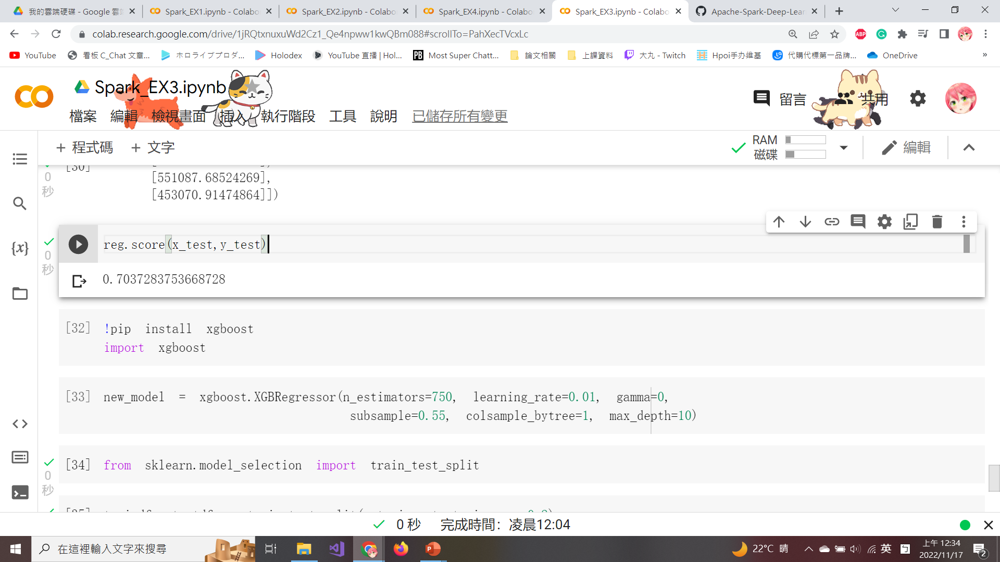 我的雲端硬碟 - Google 雲端
Spark_EX1.ipynb - Colabo
Spark_EX2.ipynb - Colabo
Spark_EX4.ipynb - Colabo
Spark_EX3.ipynb - Colabo
Apache-Spark-Deep-Lear
colab.research.google.com/drive/1jRQtxnuxuWd2Cz1_Qe4npww1kwQBm088#scrollTo=PahXecTVcxLc
ABP
YouTube
看板 C_Chat 文章...
ホロライブプロダ...
Holodex
YouTube 直播 | Hol...
PB Most Super Chatt...
論文相關
上課資料
大丸 - Twitch
Hpoi手办维基
代購代標第一品牌...
OneDrive
»
Spark_EX3.ipynb
留言
共用
檔案 編輯 檢視畫面 插入 執行階段 工具 說明 已儲存所有變更
+ 程式碼 + 文字
RAM
磁碟
編輯
[30]
0
秒
[551087.68524269],
[453070.91474864]])
0
秒
reg.score(x_test,y_test)
0.7037283753668728
{x}
[32] !pip install xgboost
import xgboost
[33] new_model = xgboost.XGBRegressor(n_estimators=750, learning_rate=0.01, gamma=0,
subsample=0.55, colsample_bytree=1, max_depth=10)
[34] from sklearn.model_selection import train_test_split
0
秒
0 秒 完成時間：凌晨12:04
在這裡輸入文字來搜尋
22°C 晴
英
上午 12:34
2022/11/17
2